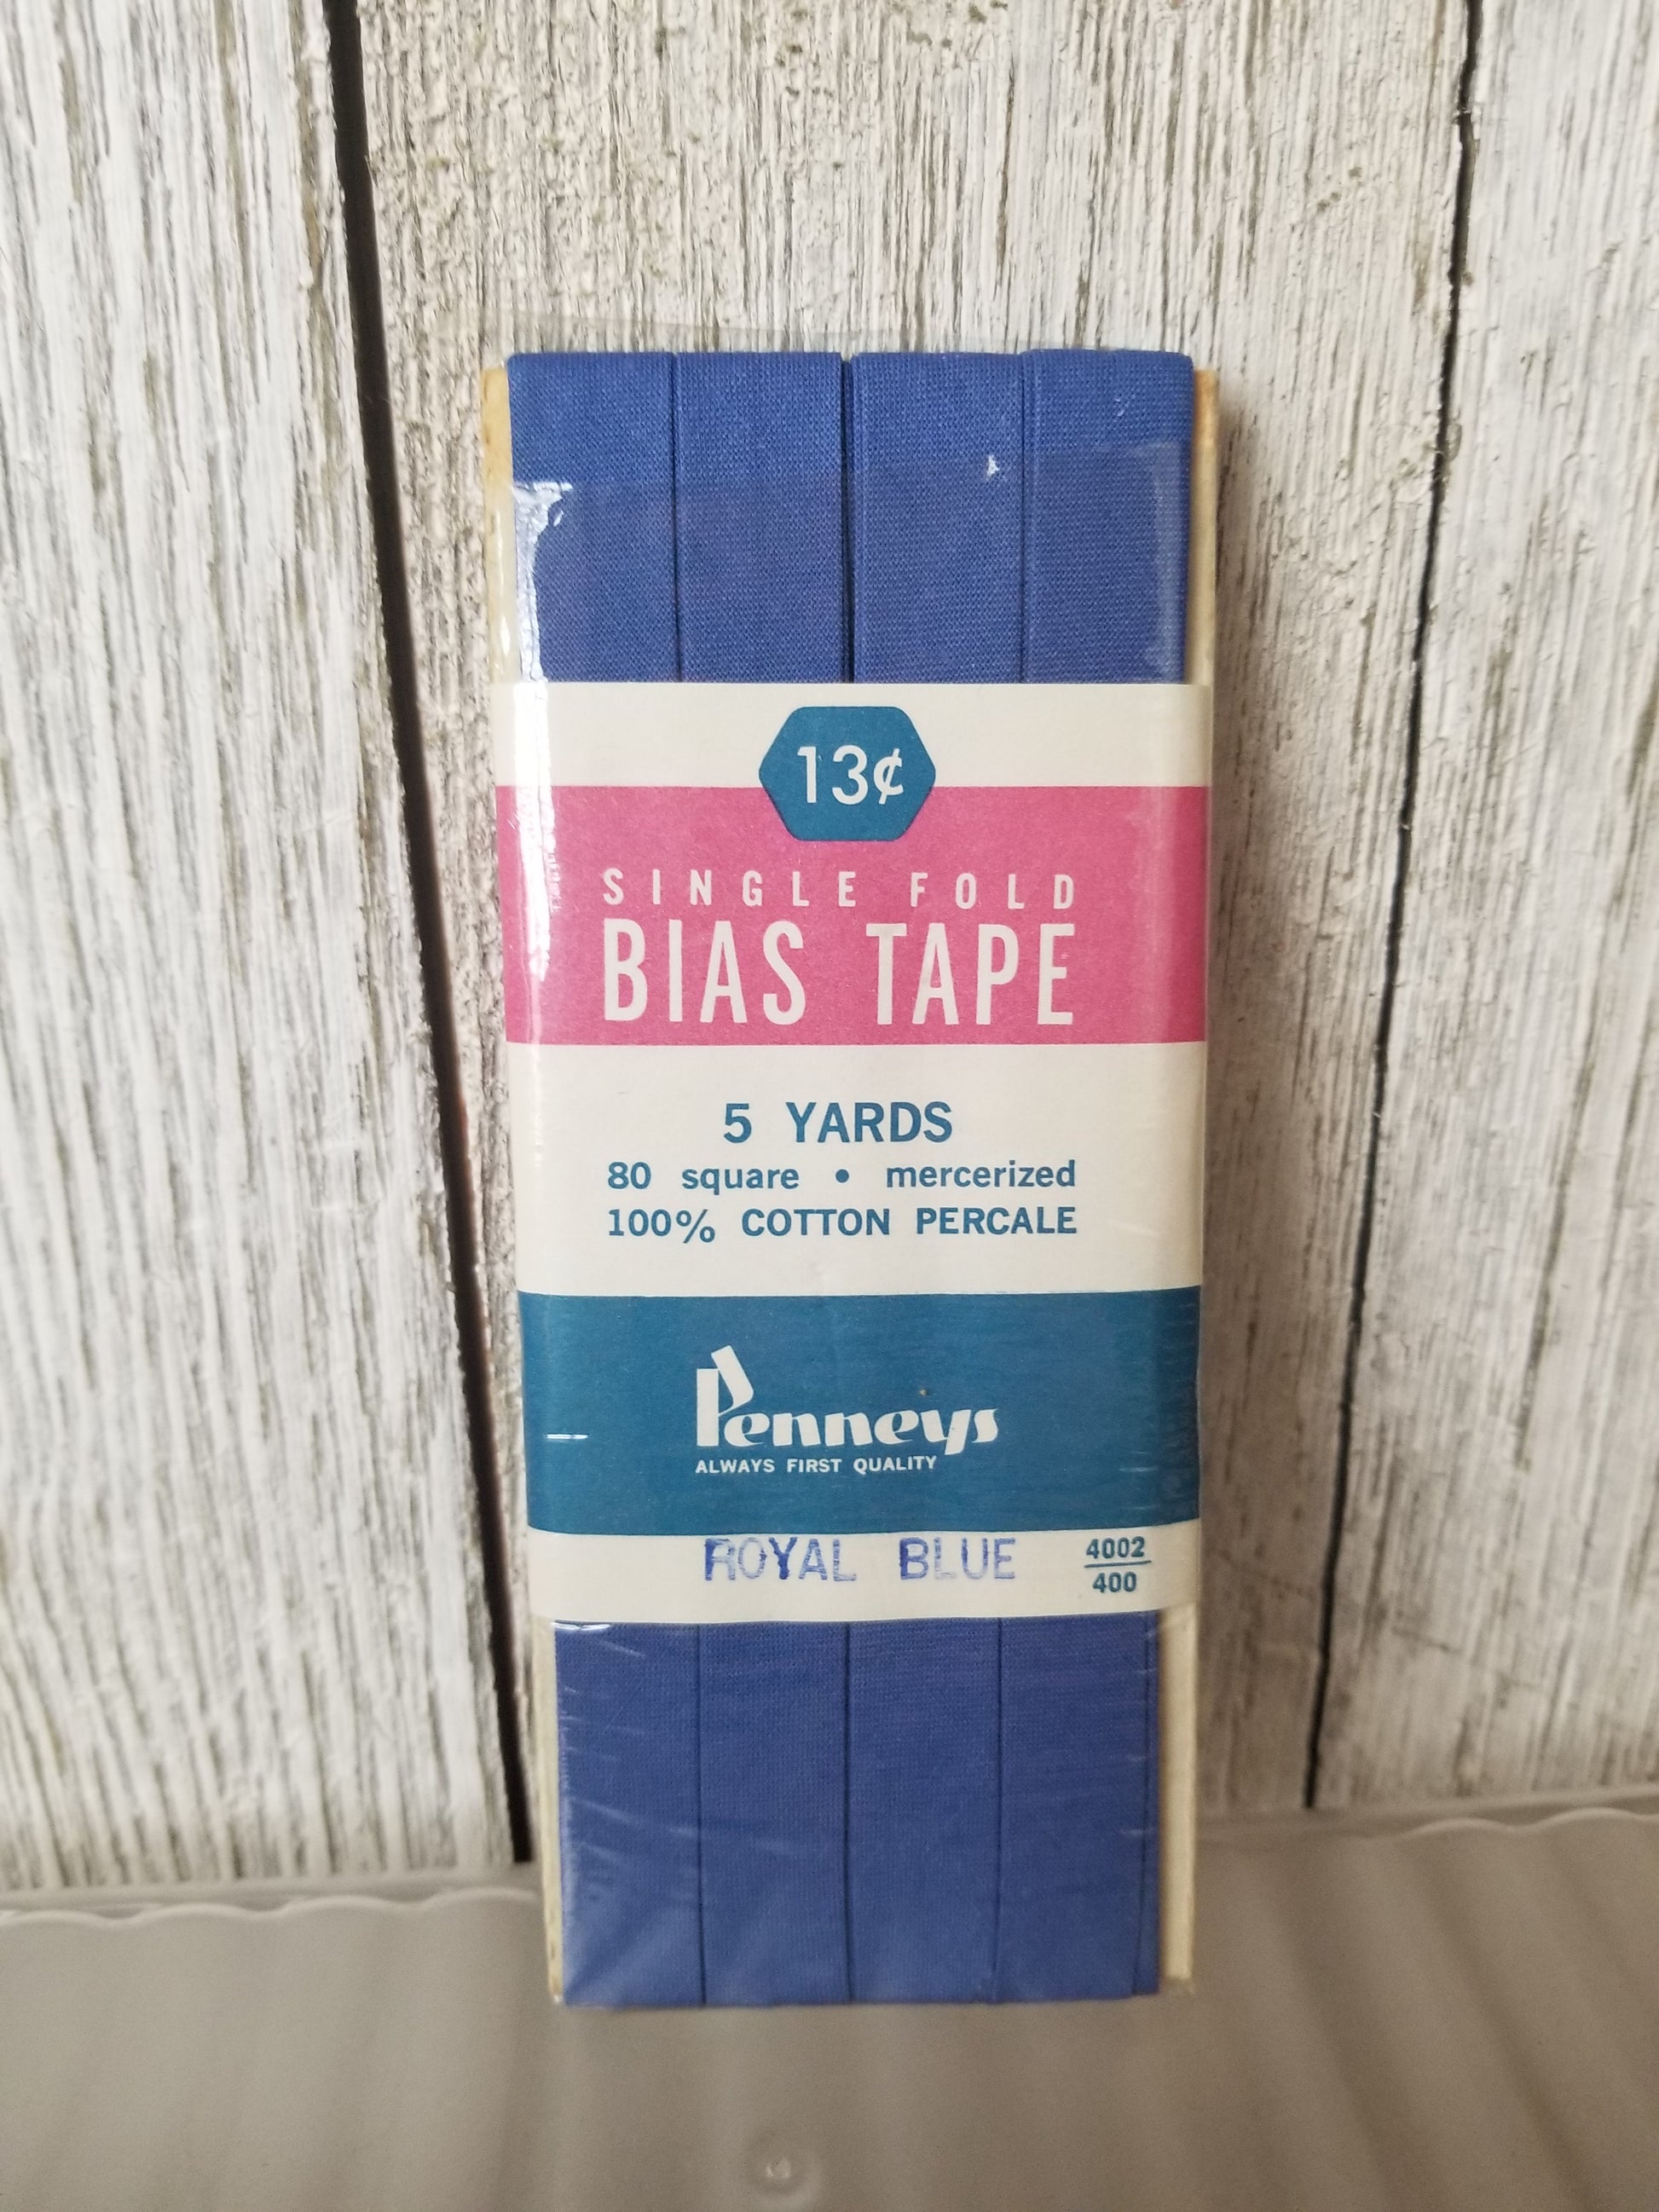 13¢
SINGLE FOLD
BIAS TAPE
5 YARDS
80 square • mercerized
100% COTTON PERCALE
Penneys
ALWAYS FIRST QUALITY
ROYAL BLUE
4002
400